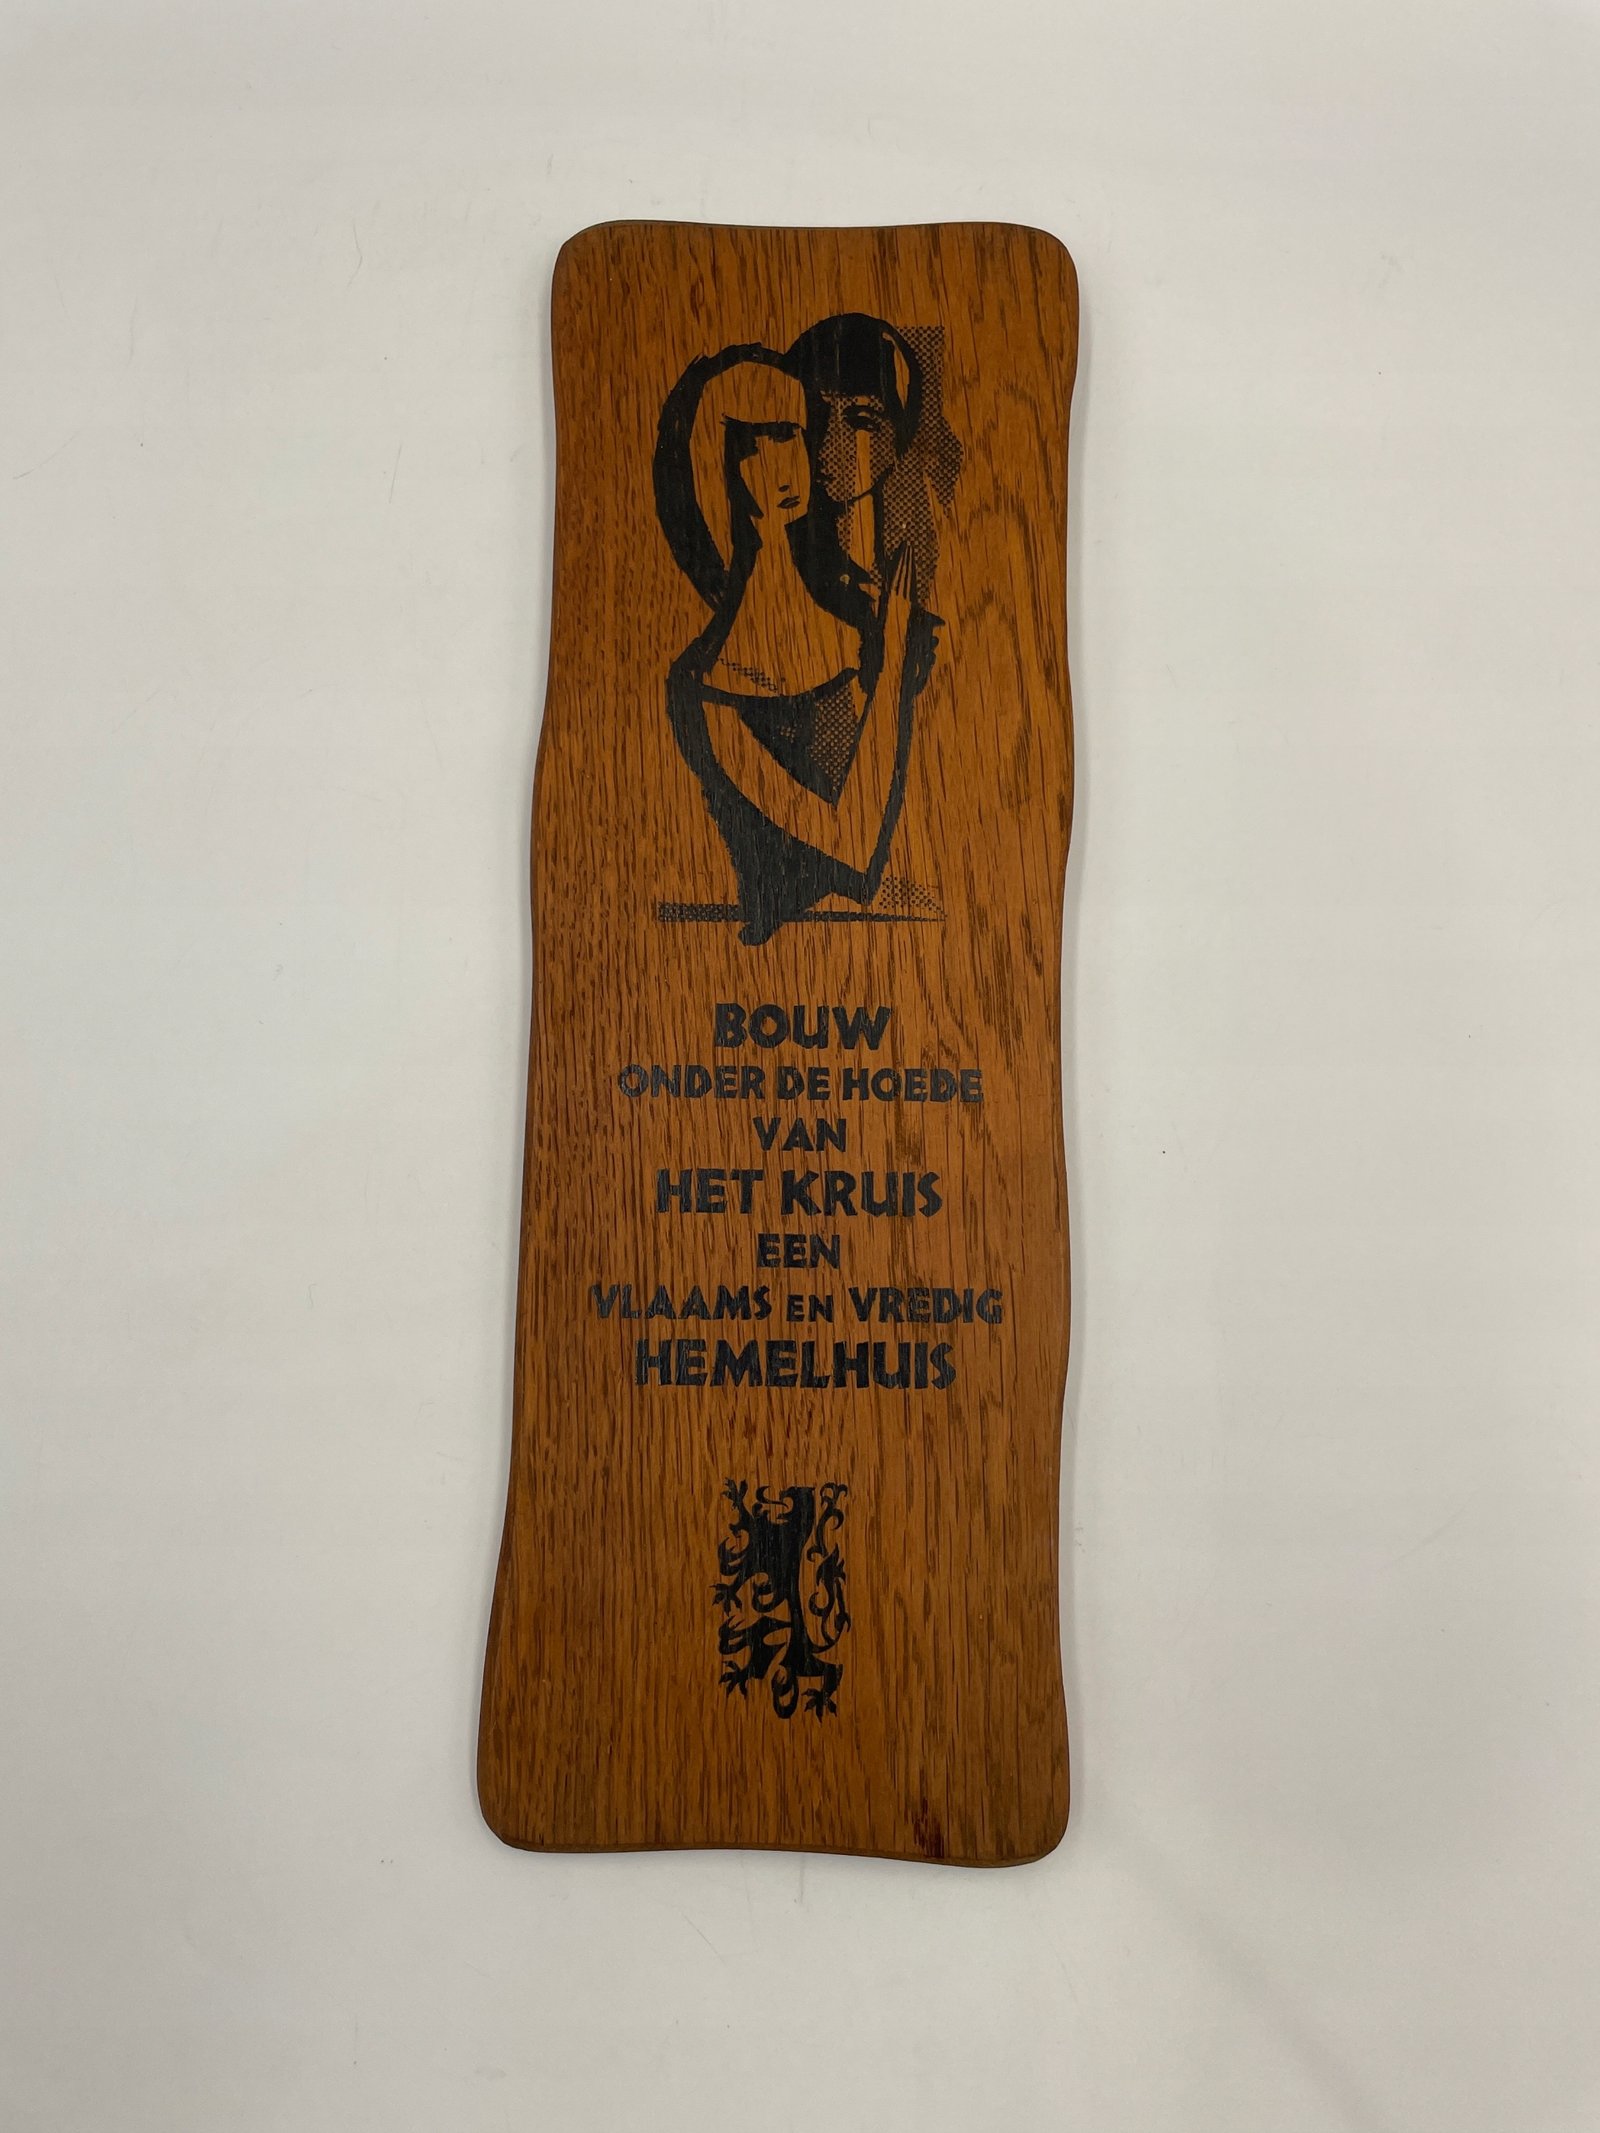 BOUW
ONDER DE HOEDE
VAN
HET KRUIS
EEN
VLAAMS EN VREDIG
HEMELHUIS